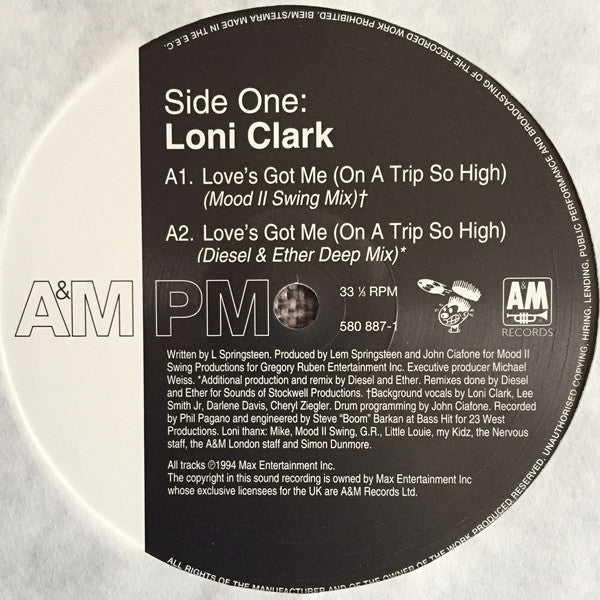 Side One:
Loni Clark
A1. Love's Got Me (On A Trip So High)
(Mood II Swing Mix)†
A2. Love's Got Me (On A Trip So High)
(Diesel & Ether Deep Mix)*
A&M PM
33 ⅓ RPM
580 887-1
A&M
RECORDS
Written by L Springsteen. Produced by Lem Springsteen and John Ciafone for Mood
II Swing Productions for Gregory Ruben Entertainment Inc. Executive producer Michael
Weiss. *Additional production and remix by Diesel and Ether. Remixes done by Diesel
and Ether for Sounds of Stockwell Productions. †Background vocals by Loni Clark, Lee
Smith Jr, Darlene Davis, Cheryl Ziegler. Drum programming by John Ciafone. Recorded
by Phil Pagano and engineered by Steve "Boom" Barkan at Bass Hit for 23 West
Productions. Loni thanx: Mike, Mood II Swing, G.R., Little Louie, my Kidz, the Nervous
staff, the A&M London staff and Simon Dunmore.
All tracks ℗1994 Max Entertainment Inc.
The copyright in this sound recording is owned by Max Entertainment Inc
whose exclusive licensees for the UK are A&M Records Ltd.
ALL RIGHTS OF THE MANUFACTURER AND OF THE OWNER OF THE WORK PRODUCED RESERVED. UNAUTHORISED COPYING, HIRING, LENDING, PUBLIC PERFORMANCE AND BROADCASTING OF THE RECORDED WORK PROHIBITED. BIEM/STEMRA MADE IN THE E.E.C.